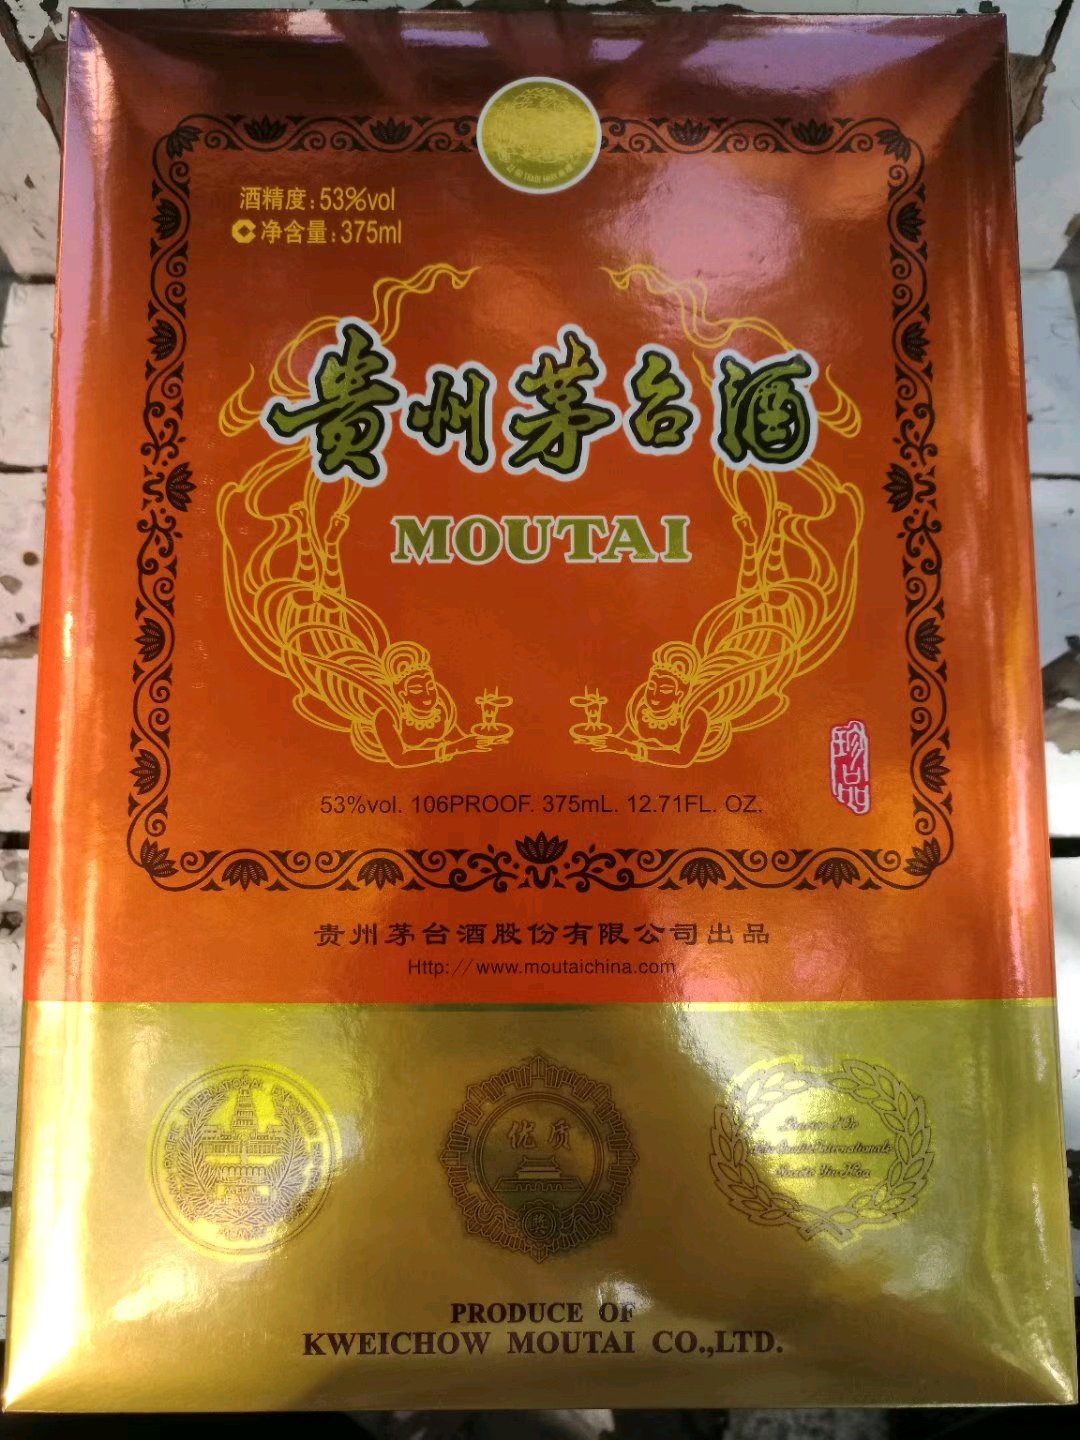 酒精度:53%vol
净含量:375ml
贵州茅台酒
MOUTAI
珍品
53%vol. 106PROOF. 375mL. 12.71FL. OZ.
贵州茅台酒股份有限公司出品
Http://www.moutaichina.com
优质
奖
PRODUCE OF
KWEICHOW MOUTAI CO.,LTD.